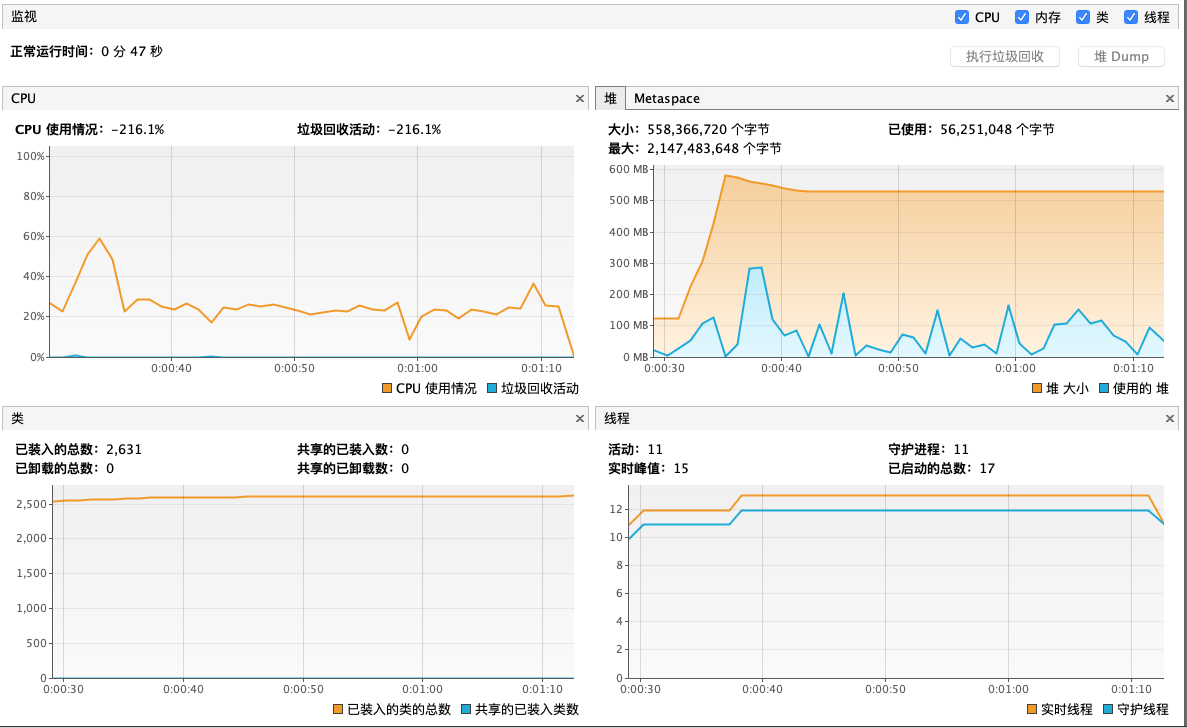 监视
CPU 内存 类 线程
正常运行时间：0 分 47 秒
执行垃圾回收 堆 Dump
CPU
CPU 使用情况：-216.1% 垃圾回收活动：-216.1%
100%
80%
60%
40%
20%
0%
0:00:40 0:00:50 0:01:00 0:01:10
CPU 使用情况 垃圾回收活动
堆 Metaspace
大小：558,366,720 个字节 已使用：56,251,048 个字节
最大：2,147,483,648 个字节
600 MB
500 MB
400 MB
300 MB
200 MB
100 MB
0 MB
0:00:30 0:00:40 0:00:50 0:01:00 0:01:10
堆 大小 使用的 堆
类
已装入的总数：2,631 共享的已装入数：0
已卸载的总数：0 共享的已卸载数：0
2,500
2,000
1,500
1,000
500
0
0:00:30 0:00:40 0:00:50 0:01:00 0:01:10
已装入的类的总数 共享的已装入类数
线程
活动：11 守护进程：11
实时峰值：15 已启动的总数：17
12
10
8
6
4
2
0
0:00:30 0:00:40 0:00:50 0:01:00 0:01:10
实时线程 守护线程